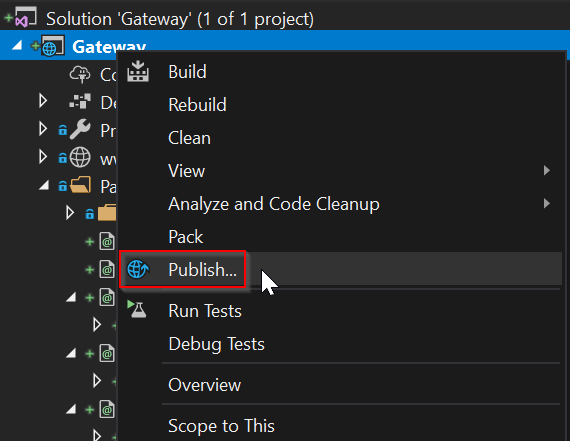 Solution 'Gateway' (1 of 1 project)
Gateway
Co
Build
De
Rebuild
Pr
Clean
ww
View
Pa
Analyze and Code Cleanup
Pack
Publish...
Run Tests
Debug Tests
Overview
Scope to This